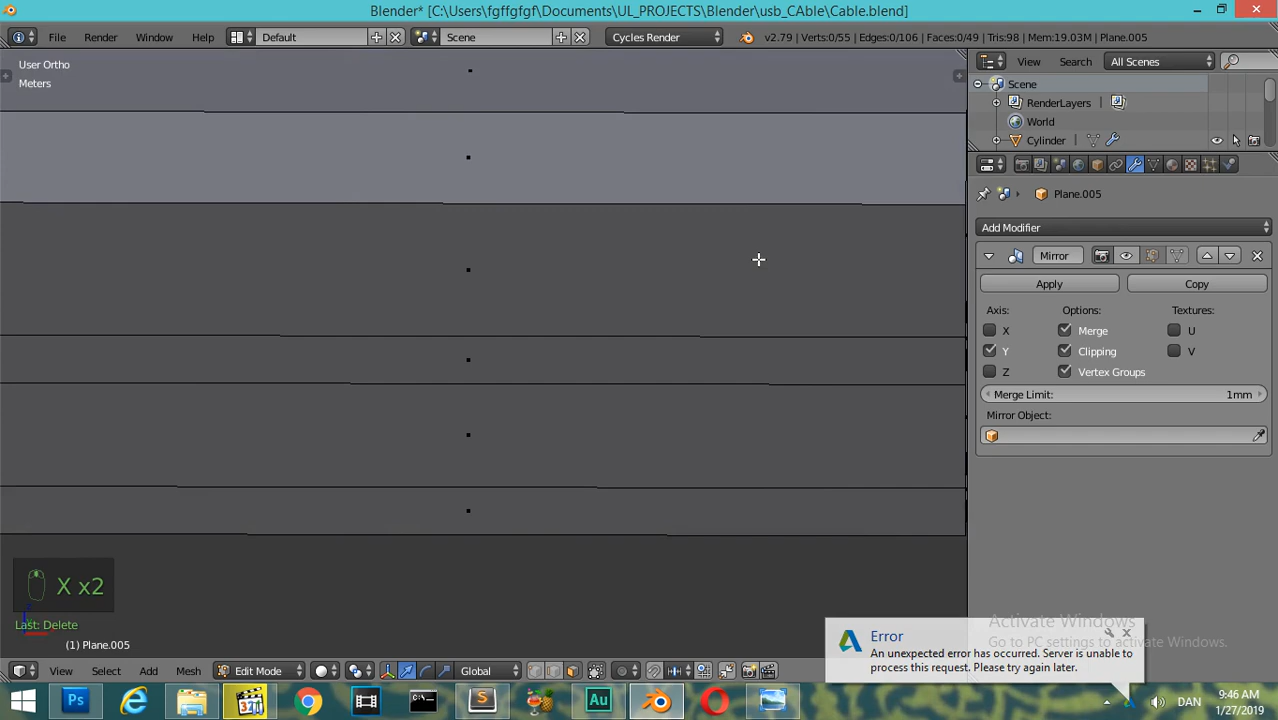 Blender* [C:\Users\fgffgfgf\Documents\UL_PROJECTS\Blender\usb_CAble\Cable.blend]
File Render Window Help Default Scene Cycles Render v2.79 | Verts:0/55 | Edges:0/106 | Faces:0/49 | Tris:98 | Mem:19.03M | Plane.005
User Ortho
Meters
View Search All Scenes
Scene
RenderLayers
World
Cylinder
Plane.005
Add Modifier
Mirror
Apply Copy
Axis: Options: Textures:
X Merge U
Y Clipping V
Z Vertex Groups
Merge Limit: 1mm
Mirror Object:
X x2
Last: Delete
(1) Plane.005
Activate Windows
Go to PC settings to activate Windows.
Error
An unexpected error has occurred. Server is unable to
process this request. Please try again later.
View Select Add Mesh Edit Mode Global
Ps
321
S
Au
DAN
9:46 AM
1/27/2019